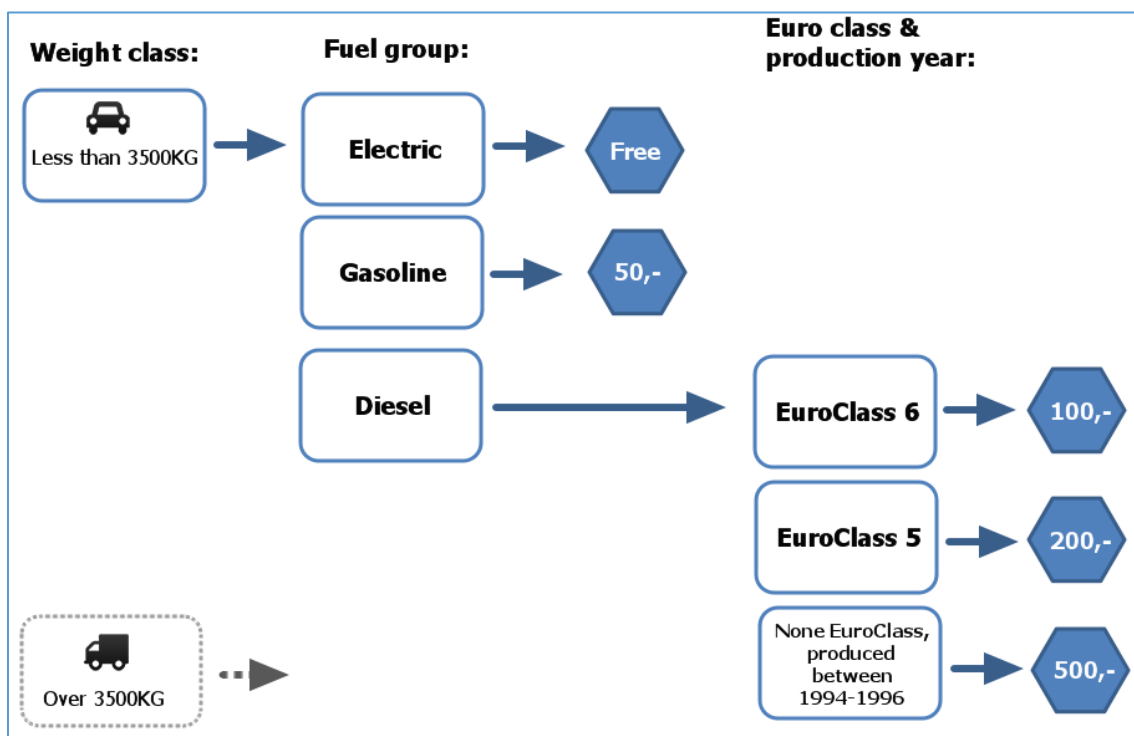 Weight class:
Fuel group:
Euro class &
production year:
Less than 3500KG
Electric
Free
Gasoline
50,-
Diesel
EuroClass 6
100,-
EuroClass 5
200,-
None EuroClass,
produced
between
1994-1996
500,-
Over 3500KG